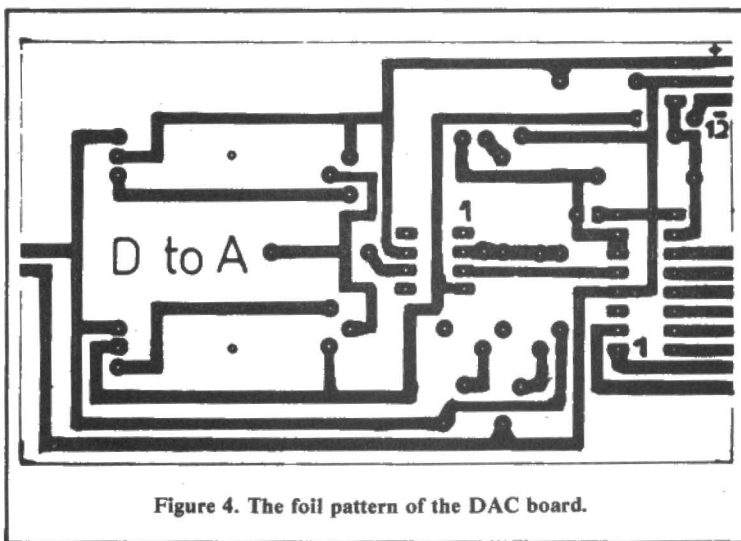 +
12
1
D to A
1
Figure 4. The foil pattern of the DAC board.